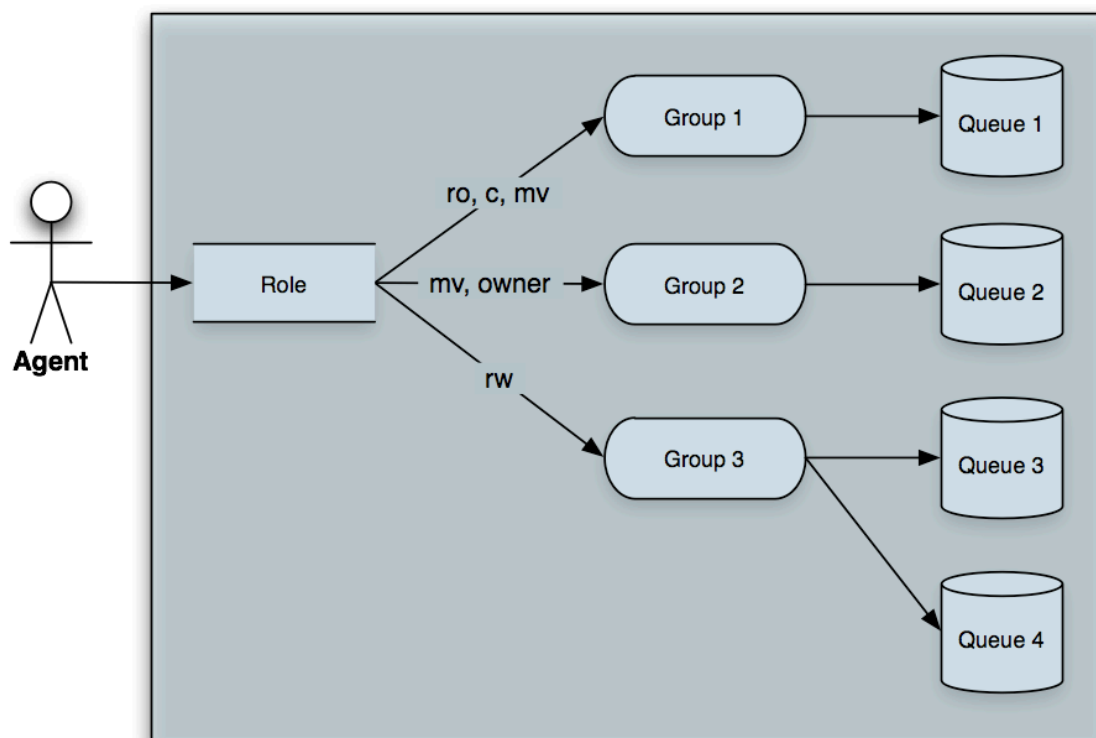 Group 1
Queue 1
ro, c, mv
Role
mv, owner
Group 2
Queue 2
Agent
rw
Group 3
Queue 3
Queue 4